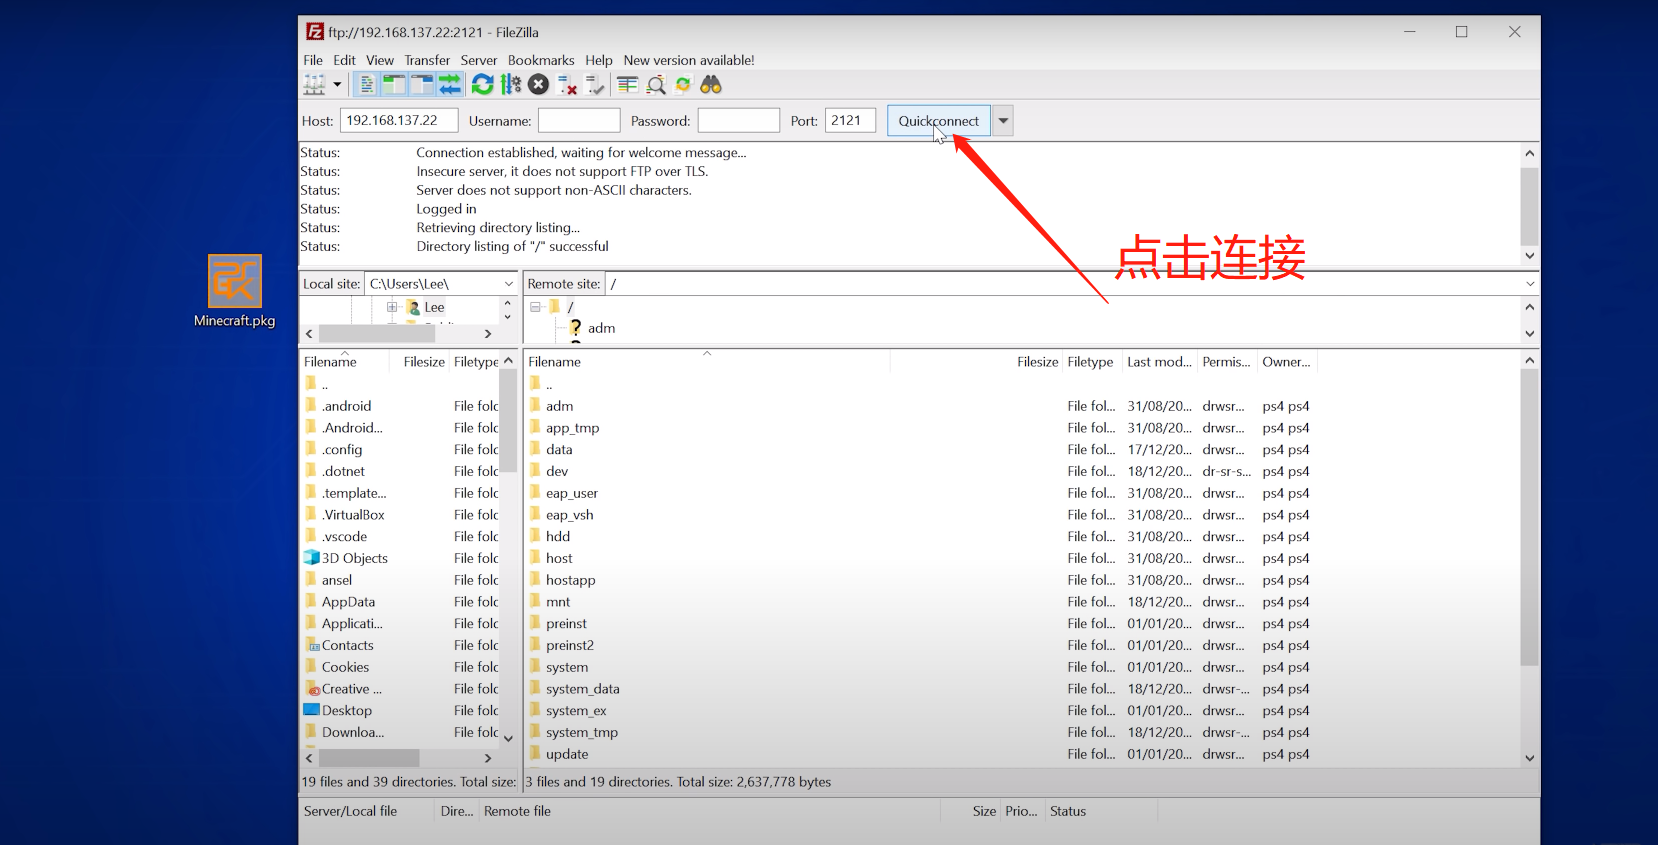 ftp://192.168.137.22:2121 - FileZilla
File Edit View Transfer Server Bookmarks Help New version available!
Host: 192.168.137.22 Username: Password: Port: 2121 Quickconnect
Status: Connection established, waiting for welcome message...
Status: Insecure server, it does not support FTP over TLS.
Status: Server does not support non-ASCII characters.
Status: Logged in
Status: Retrieving directory listing...
Status: Directory listing of "/" successful
点击连接
Minecraft.pkg
Local site: C:\Users\Lee\
Lee
Remote site: /
/
adm
Filename Filesize Filetype
..
.android File folc
.Android... File folc
.config File folc
.dotnet File folc
.template... File folc
.VirtualBox File folc
.vscode File folc
3D Objects File folc
ansel File folc
AppData File folc
Applicati... File folc
Contacts File folc
Cookies File folc
Creative ... File folc
Desktop File folc
Downloa... File folc
19 files and 39 directories. Total size:
Filename Filesize Filetype Last mod... Permis... Owner...
..
adm File fol... 31/08/20... drwsr... ps4 ps4
app_tmp File fol... 31/08/20... drwsr... ps4 ps4
data File fol... 17/12/20... drwsr... ps4 ps4
dev File fol... 18/12/20... dr-sr-s... ps4 ps4
eap_user File fol... 31/08/20... drwsr... ps4 ps4
eap_vsh File fol... 31/08/20... drwsr... ps4 ps4
hdd File fol... 31/08/20... drwsr... ps4 ps4
host File fol... 31/08/20... drwsr... ps4 ps4
hostapp File fol... 31/08/20... drwsr... ps4 ps4
mnt File fol... 18/12/20... drwsr... ps4 ps4
preinst File fol... 01/01/20... drwsr... ps4 ps4
preinst2 File fol... 01/01/20... drwsr... ps4 ps4
system File fol... 01/01/20... drwsr... ps4 ps4
system_data File fol... 18/12/20... drwsr-... ps4 ps4
system_ex File fol... 01/01/20... drwsr... ps4 ps4
system_tmp File fol... 18/12/20... drwsr-... ps4 ps4
update File fol... 01/01/20... drwsr... ps4 ps4
3 files and 19 directories. Total size: 2,637,778 bytes
Server/Local file Dire... Remote file Size Prio... Status